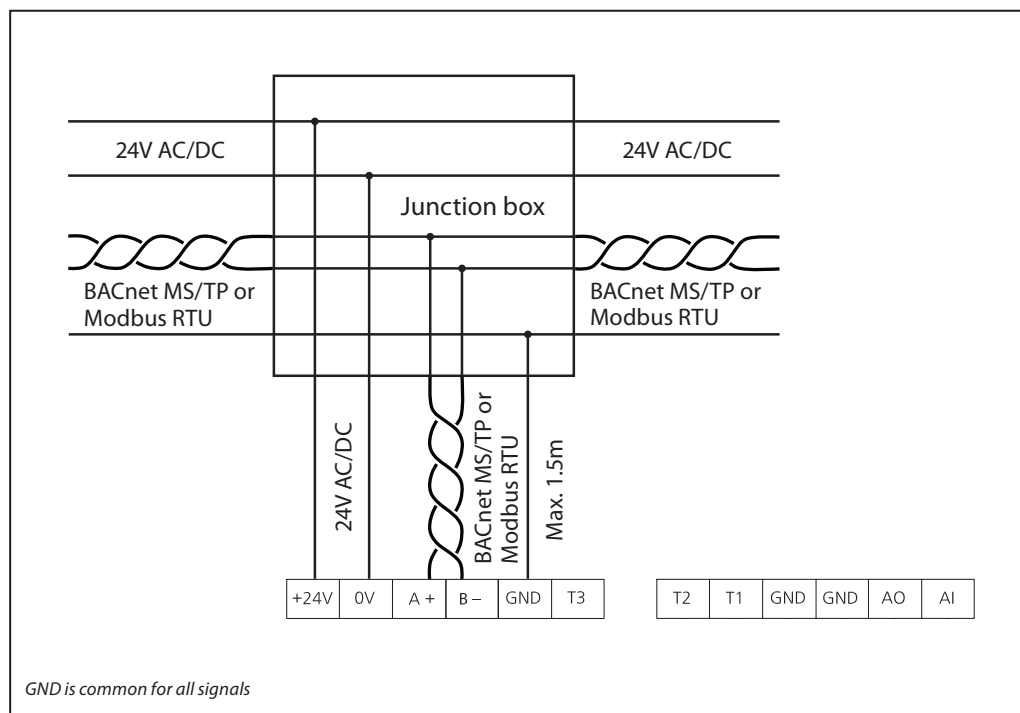 24V AC/DC
24V AC/DC
Junction box
BACnet MS/TP or
Modbus RTU
BACnet MS/TP or
Modbus RTU
24V AC/DC
BACnet MS/TP or
Modbus RTU
Max. 1.5m
+24V 0V A + B – GND T3
T2 T1 GND GND AO AI
GND is common for all signals